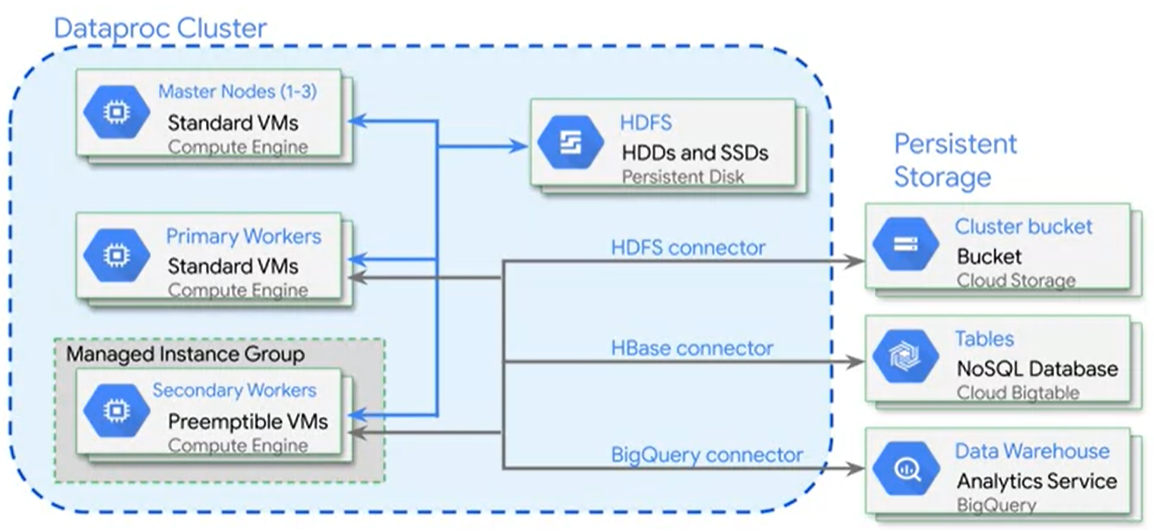 Dataproc Cluster
Master Nodes (1-3)
Standard VMs
Compute Engine
HDFS
HDDs and SSDs
Persistent Disk
Primary Workers
Standard VMs
Compute Engine
Managed Instance Group
Secondary Workers
Preemptible VMs
Compute Engine
HDFS connector
HBase connector
BigQuery connector
Persistent
Storage
Cluster bucket
Bucket
Cloud Storage
Tables
NoSQL Database
Cloud Bigtable
Data Warehouse
Analytics Service
BigQuery